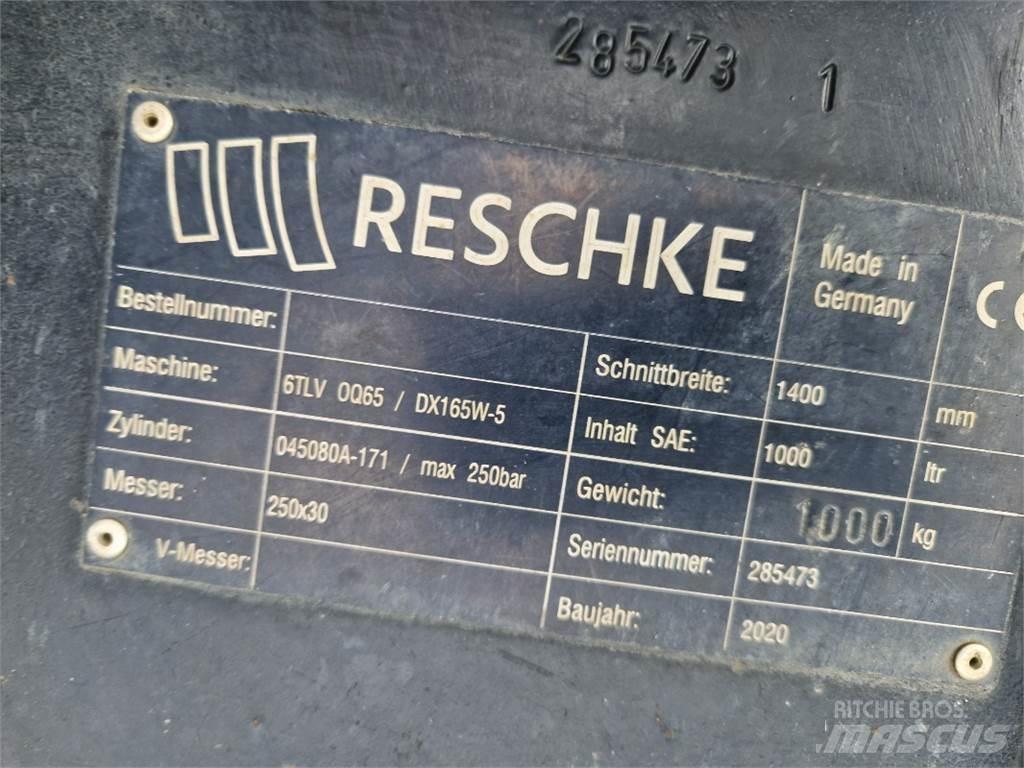 285473 1
RESCHKE
Made in
Germany
CE
Bestellnummer:
Maschine: 6TLV OQ65 / DX165W-5
Zylinder: 045080A-171 / max 250bar
Messer: 250x30
V-Messer:
Schnittbreite: 1400 mm
Inhalt SAE: 1000 ltr
Gewicht: 1000 kg
Seriennummer: 285473
Baujahr: 2020
RITCHIE BROS.
MASCUS